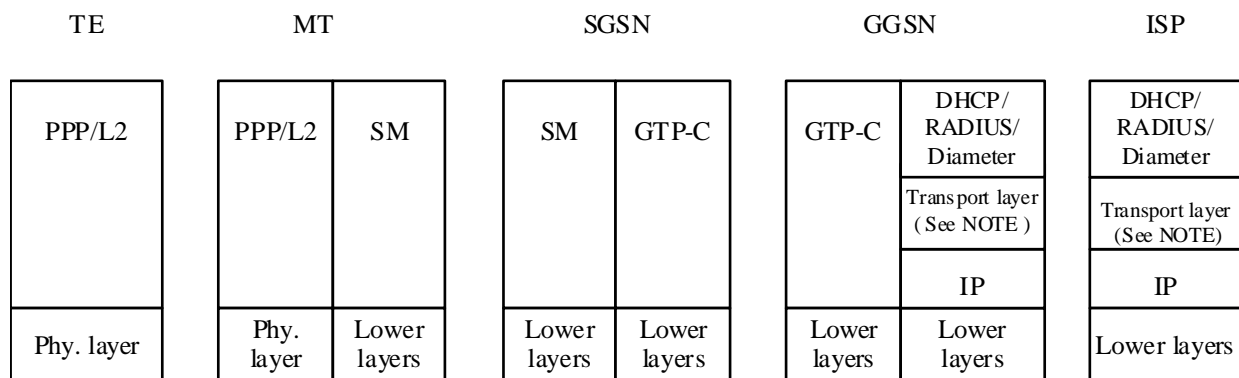 TE
MT
SGSN
GGSN
ISP
PPP/L2
PPP/L2
SM
SM
GTP-C
GTP-C
DHCP/
RADIUS/
Diameter
DHCP/
RADIUS/
Diameter
Transport layer
( See NOTE )
Transport layer
(See NOTE)
IP
IP
Phy. layer
Phy.
layer
Lower
layers
Lower
layers
Lower
layers
Lower
layers
Lower
layers
Lower layers